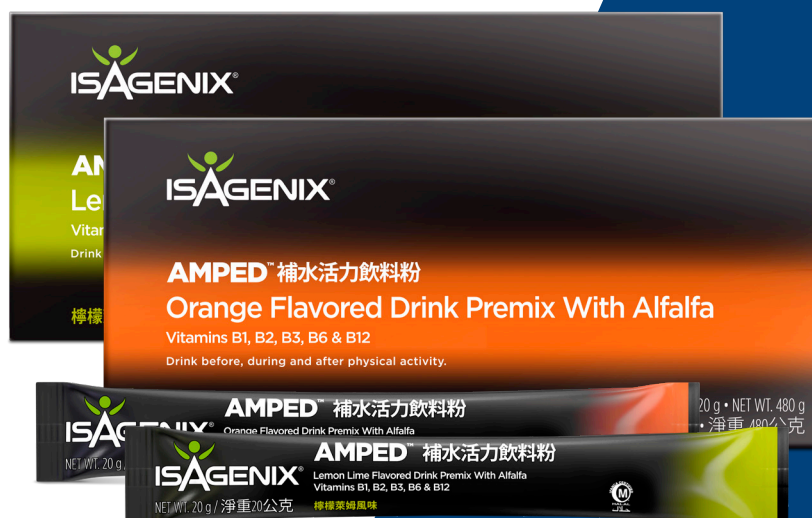 ISAGENIX®
AM
Le
Vita
Drink
檸檬
ISAGENIX®
AMPED™ 補水活力飲料粉
Orange Flavored Drink Premix With Alfalfa
Vitamins B1, B2, B3, B6 & B12
Drink before, during and after physical activity.
20 g • NET WT. 480 g
• 淨重 480公克
AMPED™ 補水活力飲料粉
Orange Flavored Drink Premix With Alfalfa
NET WT. 20 g
ISAGENIX®
AMPED™ 補水活力飲料粉
Lemon Lime Flavored Drink Premix With Alfalfa
Vitamins B1, B2, B3, B6 & B12
NET WT. 20 g / 淨重20公克
檸檬萊姆風味